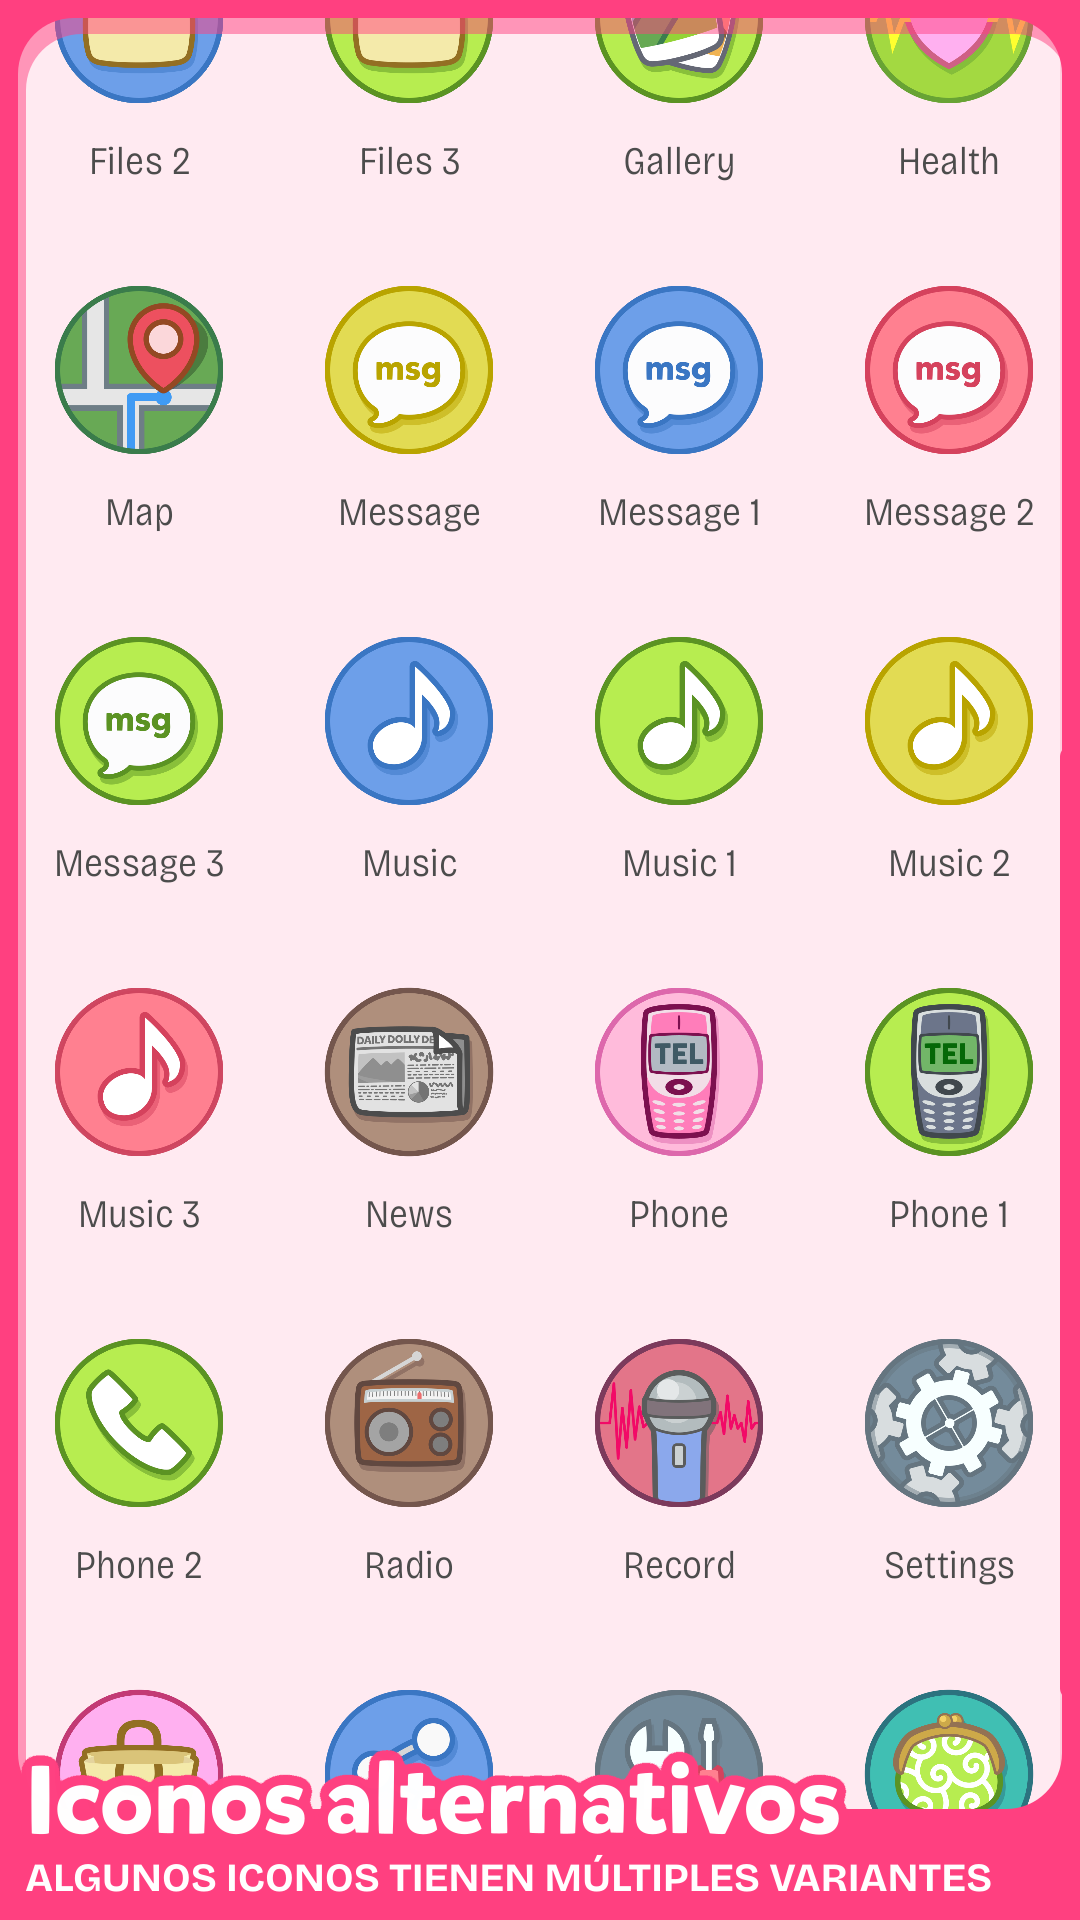 Files 2 Files 3 Gallery Health
msg msg msg
Map Message Message 1 Message 2
msg
Message 3 Music Music 1 Music 2
DAILY DOLLY TEL TEL
Music 3 News Phone Phone 1
Phone 2 Radio Record Settings
Iconos alternativos
ALGUNOS ICONOS TIENEN MÚLTIPLES VARIANTES